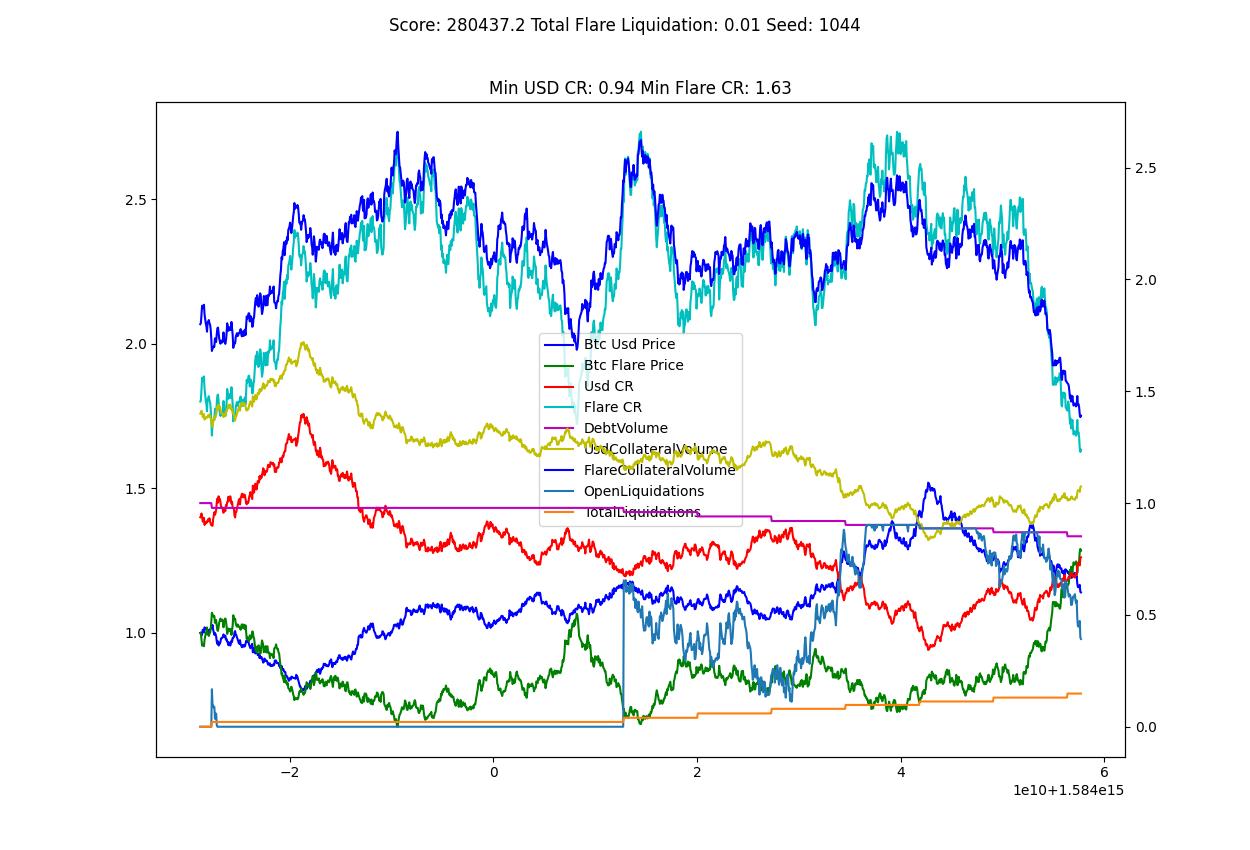 Score: 280437.2 Total Flare Liquidation: 0.01 Seed: 1044
Min USD CR: 0.94 Min Flare CR: 1.63
2.5
2.0
1.5
1.0
2.5
2.0
1.5
1.0
0.5
0.0
Btc Usd Price
Btc Flare Price
Usd CR
Flare CR
DebtVolume
UsdCollateralVolume
FlareCollateralVolume
OpenLiquidations
TotalLiquidations
−2 0 2 4 6
1e10+1.584e15